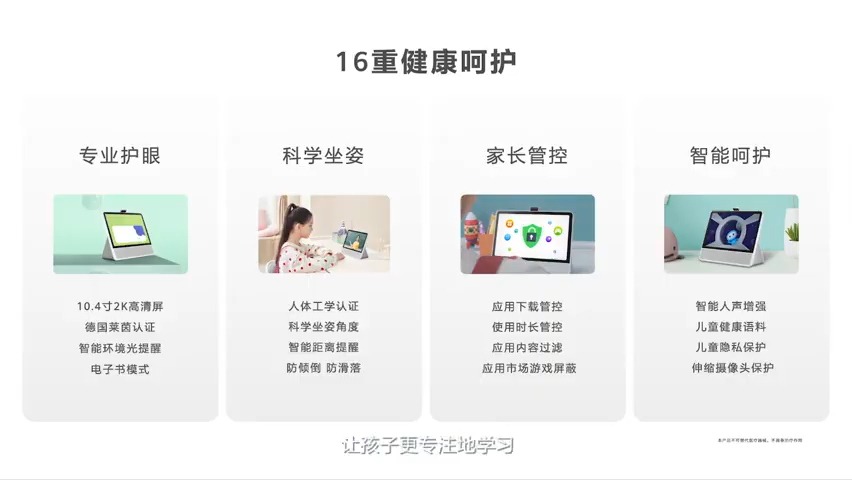 16重健康呵护
专业护眼
10.4寸2K高清屏
德国莱茵认证
智能环境光提醒
电子书模式
科学坐姿
人体工学认证
科学坐姿角度
智能距离提醒
防倾倒 防滑落
家长管控
应用下载管控
使用时长管控
应用内容过滤
应用市场游戏屏蔽
智能呵护
智能人声增强
儿童健康语料
儿童隐私保护
伸缩摄像头保护
让孩子更专注地学习